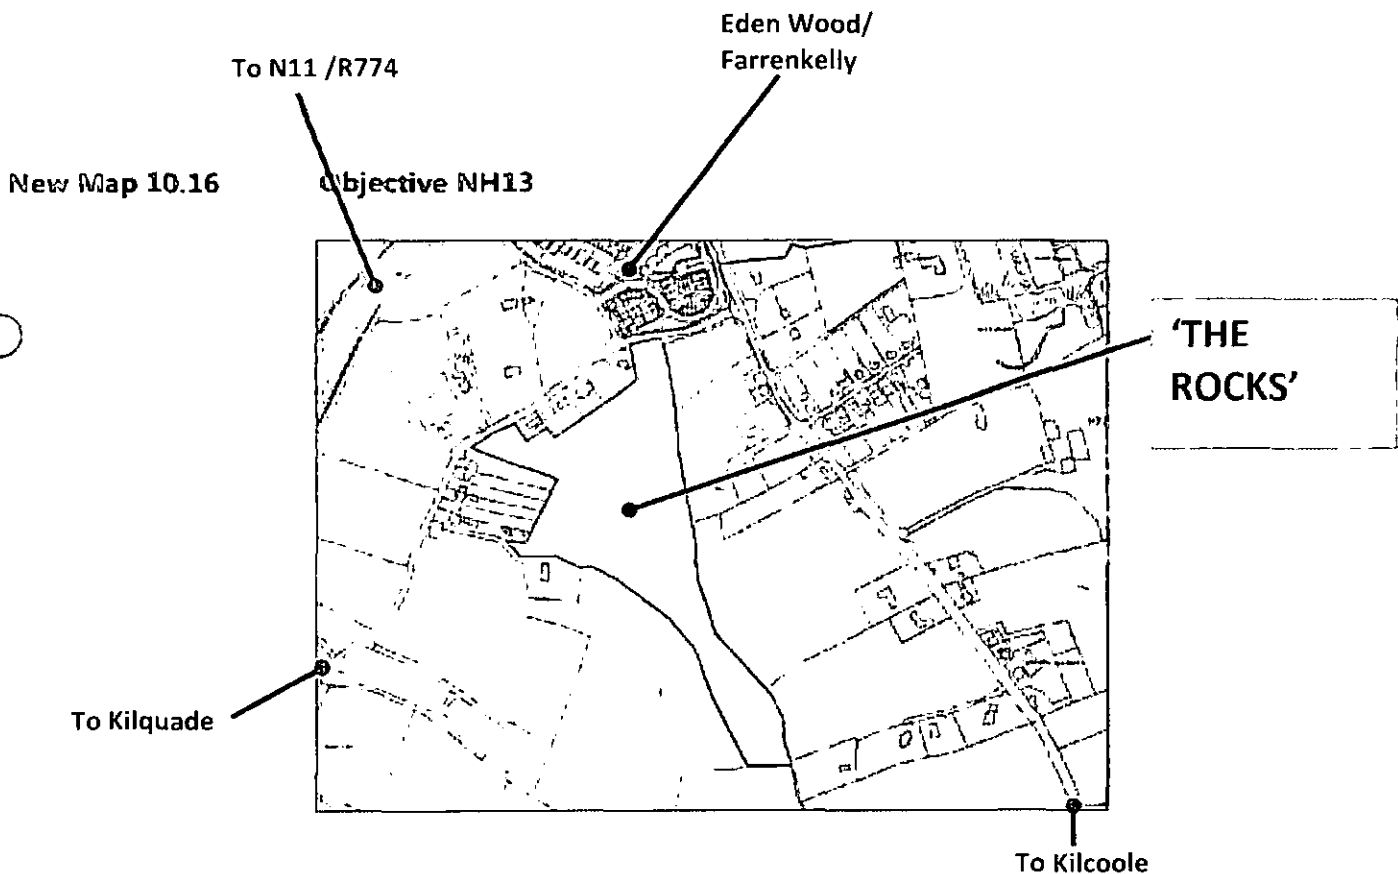 Eden Wood/
Farrenkelly
To N11 /R774
New Map 10.16 Objective NH13
‘THE
ROCKS’
To Kilquade
To Kilcoole